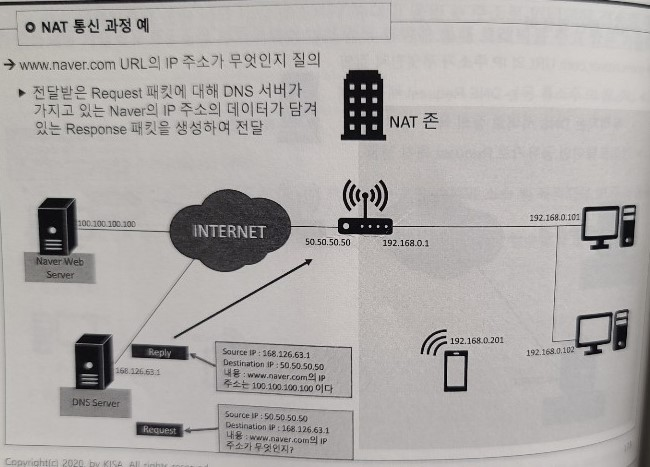 ○ NAT 통신 과정 예
→ www.naver.com URL의 IP 주소가 무엇인지 질의
▶ 전달받은 Request 패킷에 대해 DNS 서버가
가지고 있는 Naver의 IP 주소의 데이터가 담겨
있는 Response 패킷을 생성하여 전달
NAT 존
100.100.100.100
INTERNET
50.50.50.50
192.168.0.1
192.168.0.101
Naver Web
Server
192.168.0.201
192.168.0.102
Reply
168.126.63.1
Source IP : 168.126.63.1
Destination IP : 50.50.50.50
내용 : www.naver.com의 IP
주소는 100.100.100.100 이다
DNS Server
Request
Source IP : 50.50.50.50
Destination IP : 168.126.63.1
내용 : www.naver.com의 IP
주소가 무엇인지?
Copyright(c) 2020. by KISA. All rights reserved